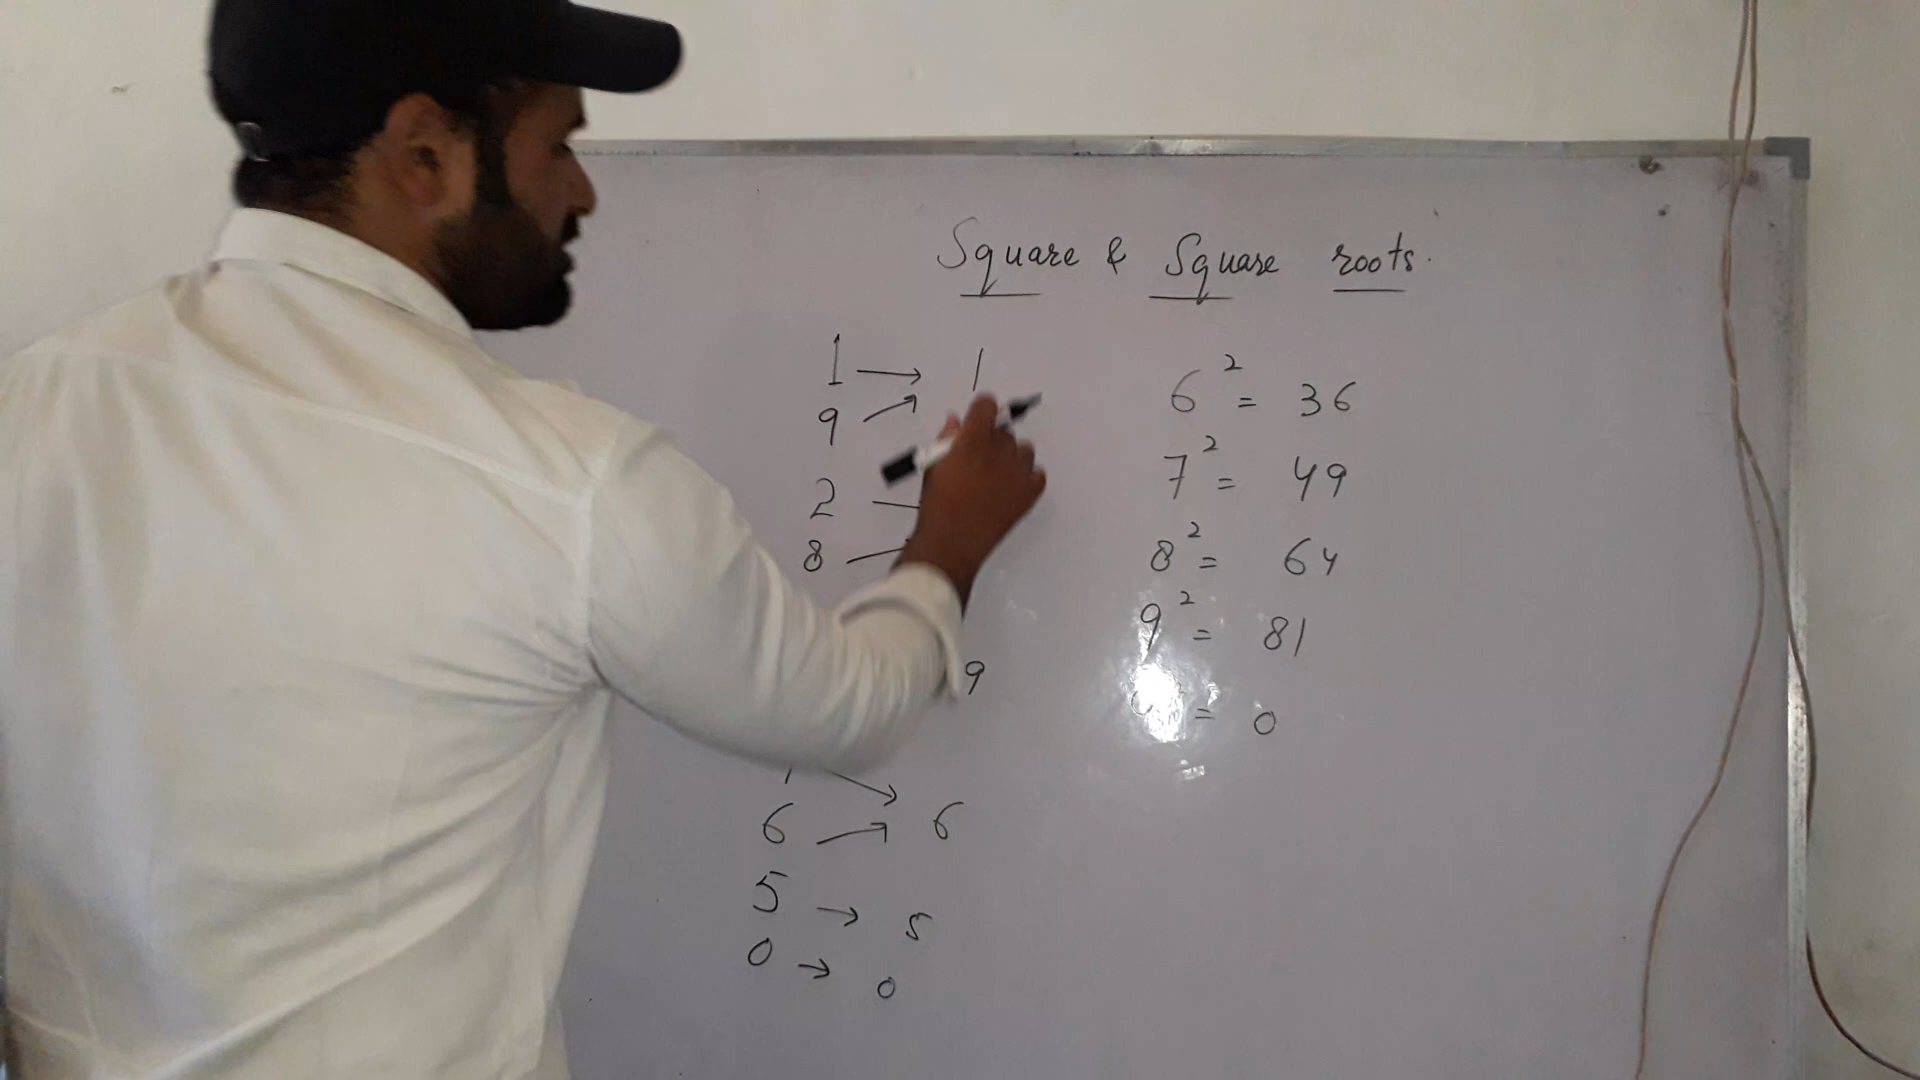 Square & Square roots.
1 → 1
9 →
2
8
9
→ 6
6 →
5 → 5
0 → 0
6² = 36
7² = 49
8² = 64
9² = 81
= 0